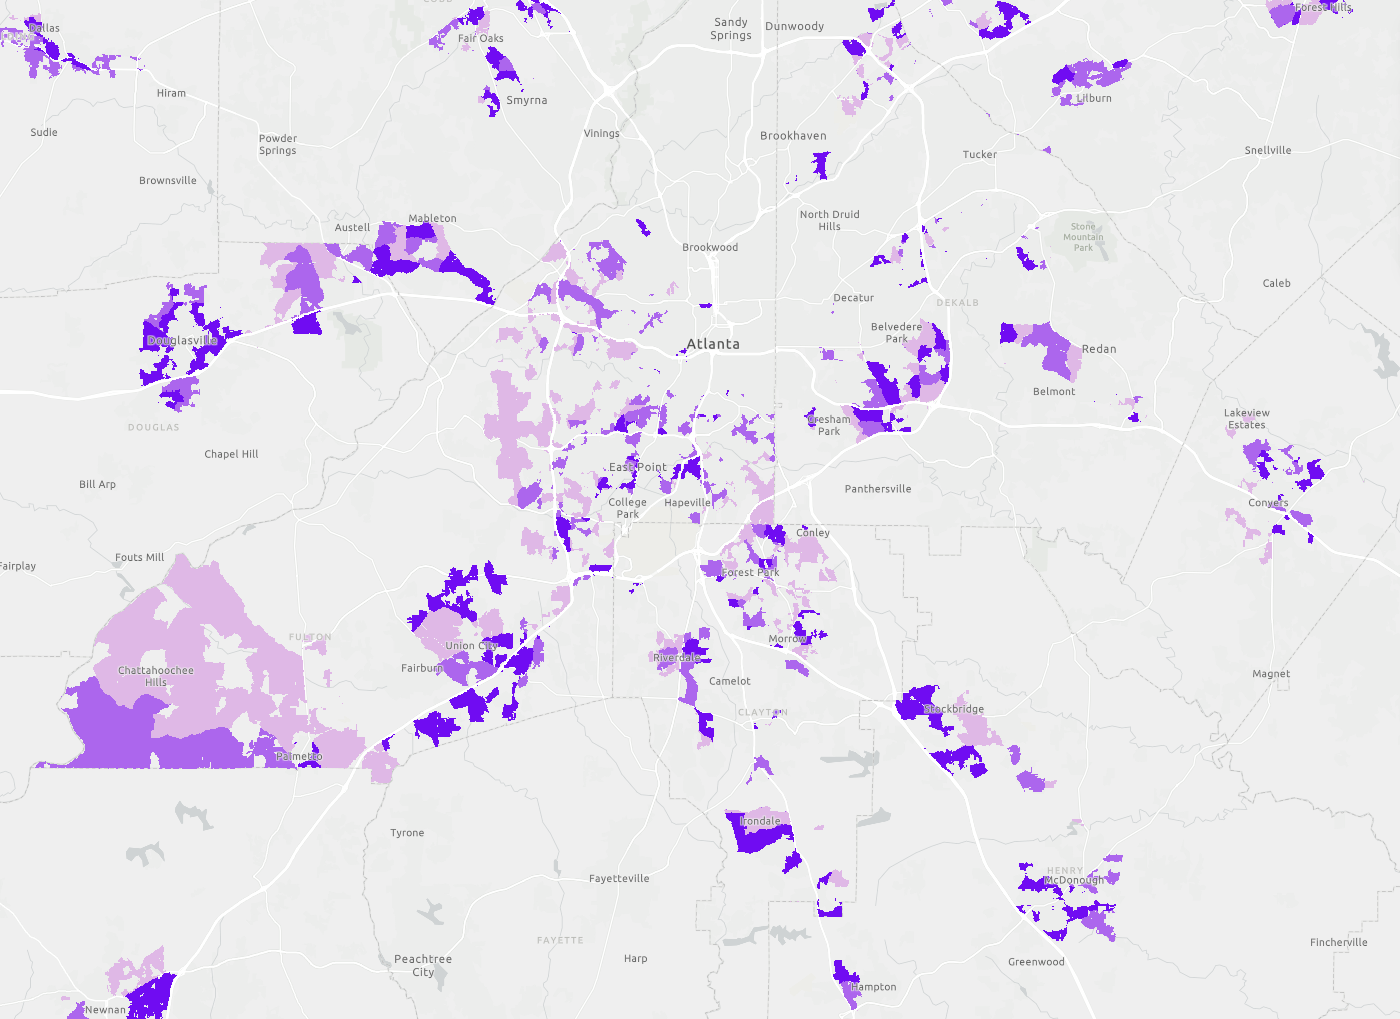 Dallas
Fair Oaks
Sandy
Springs
Dunwoody
Forest Hills
Hiram
Smyrna
Lilburn
Sudie
Powder
Springs
Vinings
Brookhaven
Tucker
Snellville
Brownsville
Austell
Mableton
North Druid
Hills
Brookwood
Stone
Mountain
Park
Caleb
Decatur
DEKALB
Douglasville
Atlanta
Belvedere
Park
Redan
Belmont
DOUGLAS
Gresham
Park
Lakeview
Estates
Chapel Hill
East Point
Bill Arp
College
Park
Hapeville
Panthersville
Conyers
Conley
Fouts Mill
Fairplay
Forest Park
FULTON
Union City
Morrow
Riverdale
Fairburn
Chattahoochee
Hills
Camelot
Magnet
CLAYTON
Stockbridge
Palmetto
Irondale
Tyrone
Fayetteville
HENRY
McDonough
FAYETTE
Harp
Peachtree
City
Greenwood
Fincherville
Hampton
Newnan